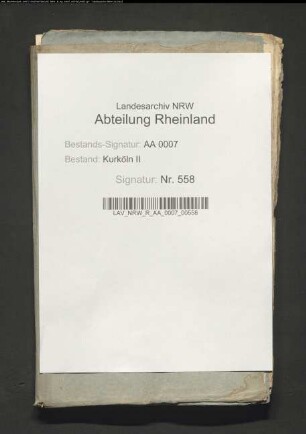 Landesarchiv NRW
Abteilung Rheinland
Bestands-Signatur: AA 0007
Bestand: Kurköln II
Signatur: Nr. 558
LAV_NRW_R_AA_0007_00558